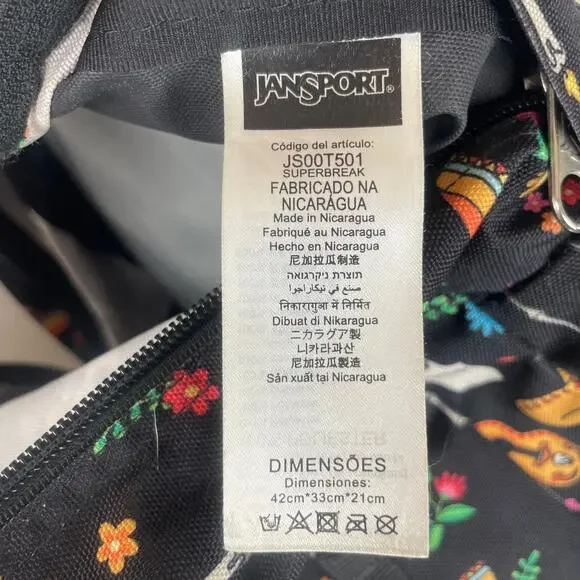 JANSPORT®
Código del artículo:
JS00T501
SUPERBREAK
FABRICADO NA
NICARÁGUA
Made in Nicaragua
Fabriqué au Nicaragua
Hecho en Nicaragua
尼加拉瓜制造
תוצרת ניקרגואה
صنع في نيكاراجوا
निकारागुआ में निर्मित
Dibuat di Nikaragua
ニカラグア製
니카라과산
尼加拉瓜製造
Sản xuất tại Nicaragua
DIMENSÕES
Dimensiones:
42cm*33cm*21cm